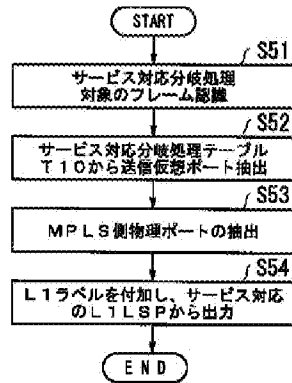 START
S51
サービス対応分岐処理
対象のフレーム認識
S52
サービス対応分岐処理テーブル
T10から送信仮想ポート抽出
S53
MPLS側物理ポートの抽出
S54
L1ラベルを付加し、サービス対応
のL1LSPから出力
END